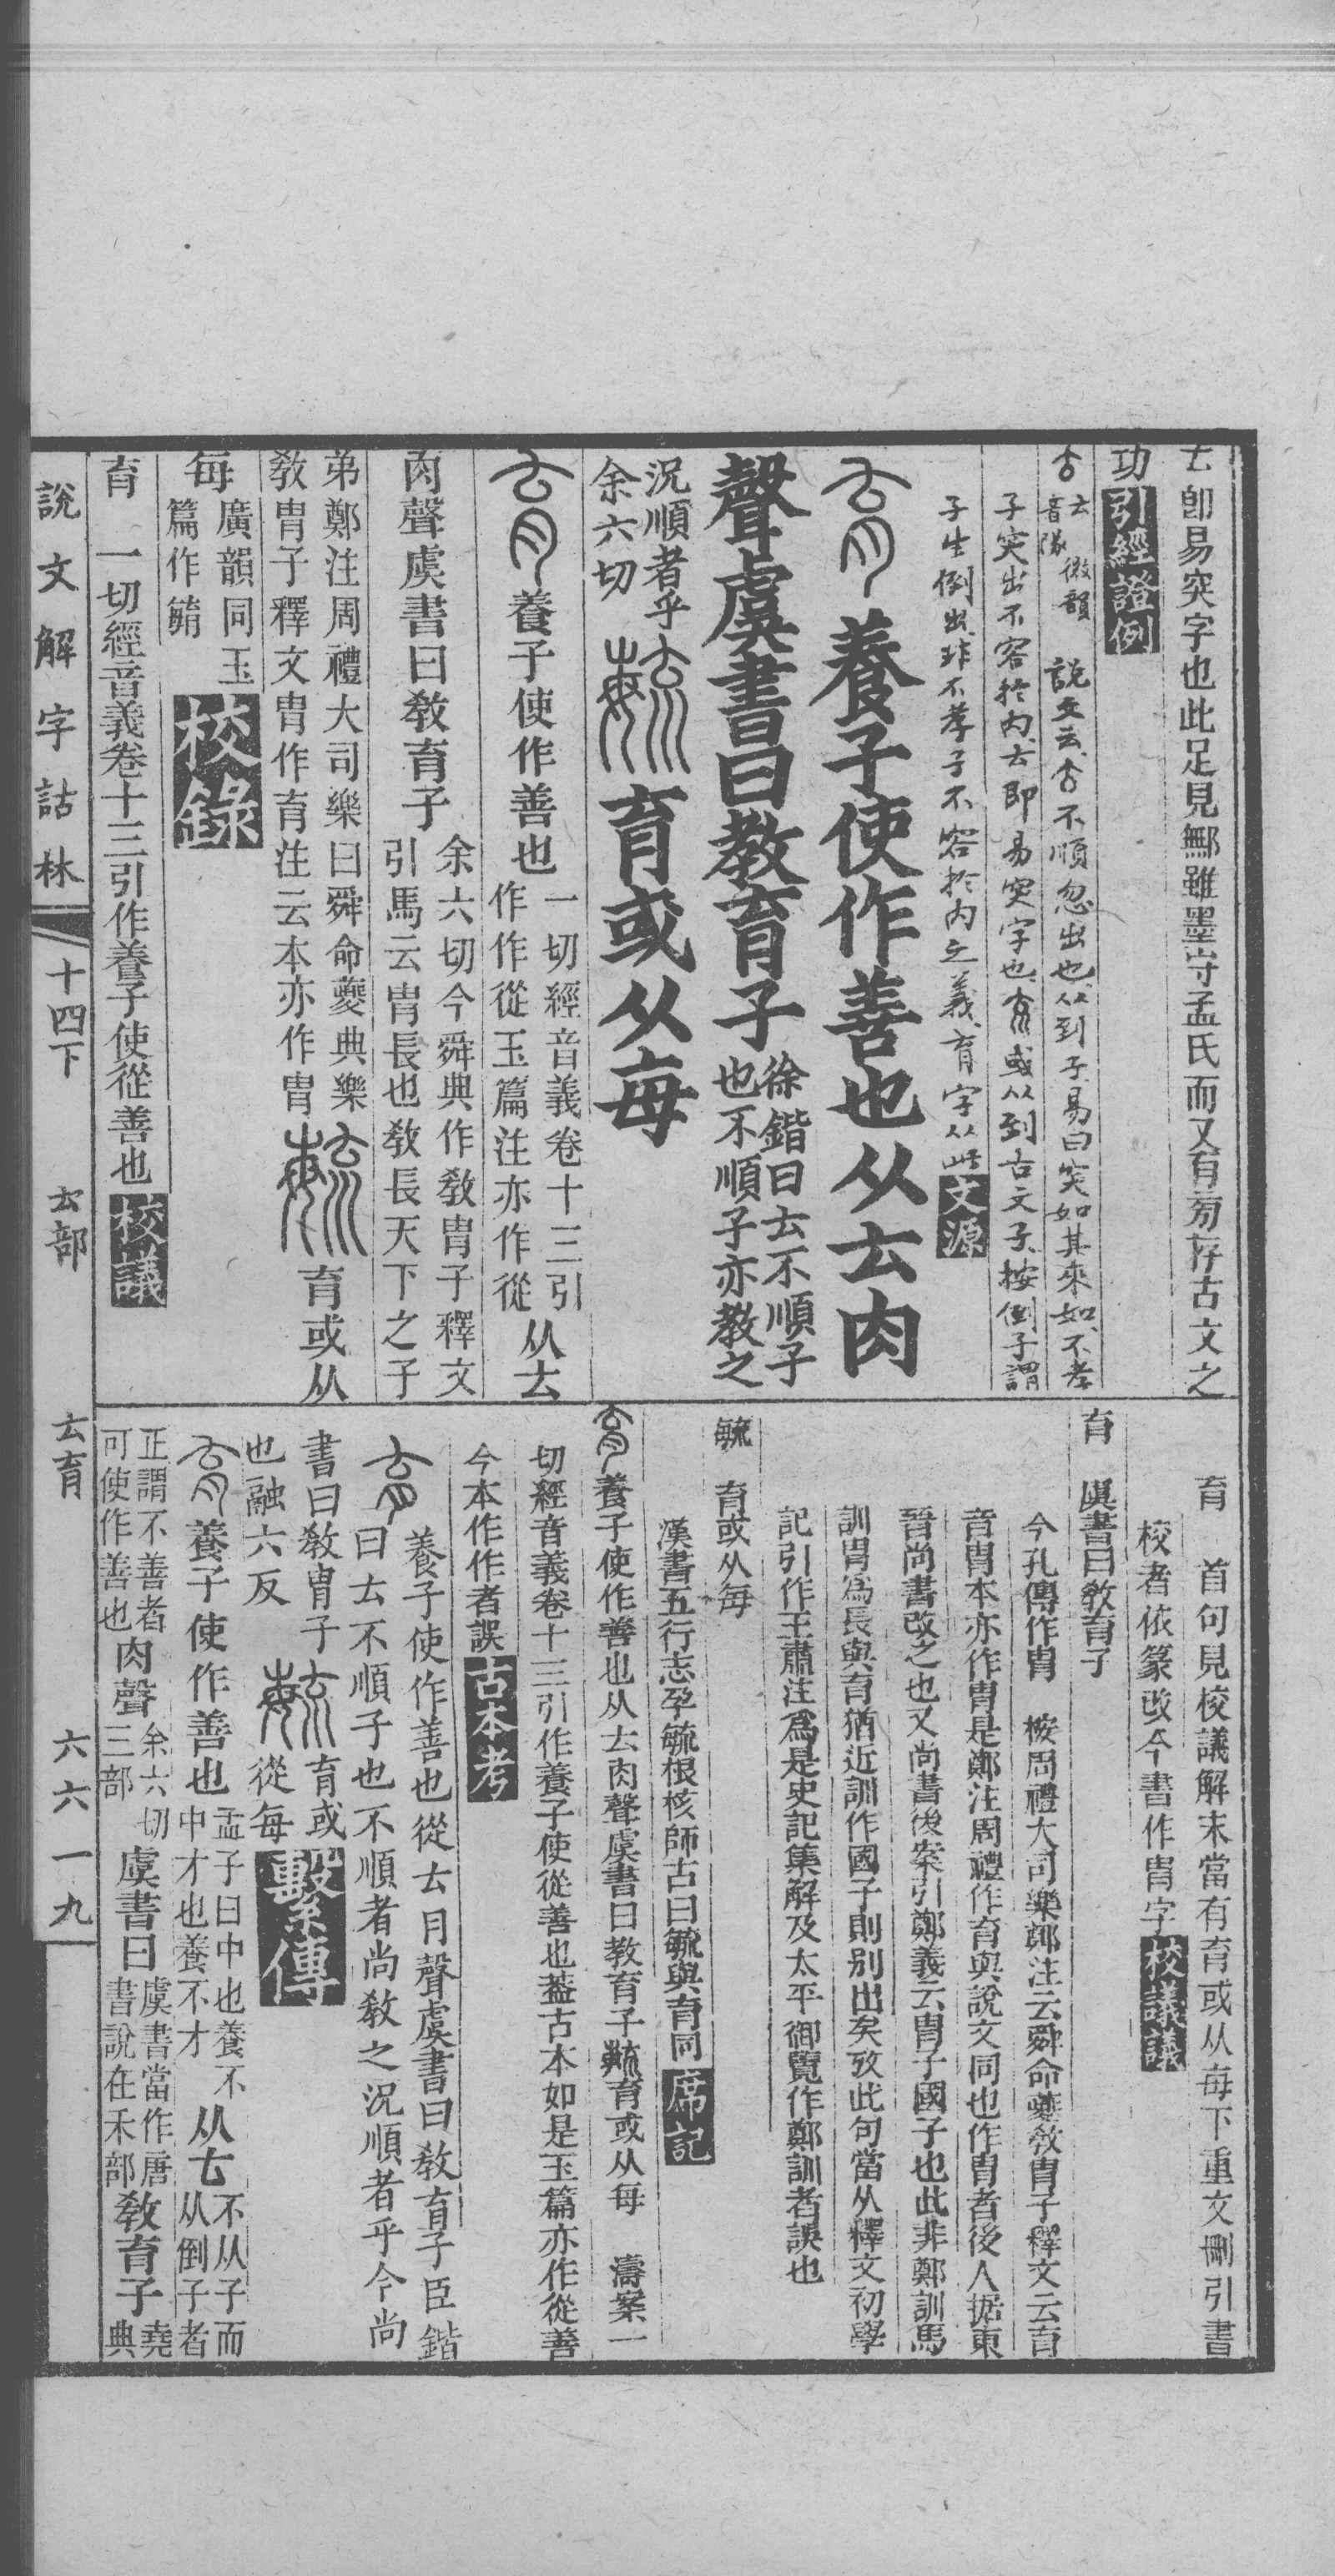 𠫓卽易突字也此足見鄦雖墨守孟氏而又有㫄存古文之
功引經證例
𠫓 𠫓音㒸 微韻 說文云𠫓不順忽出也从到子易曰突如其來如不孝
子突出不容於內𠫓卽易突字也㐬或从到古文子按倒子謂
子生倒出非不孝子不容於內之義育字从此文源
育 養子使作善也从𠫓肉
聲虞書曰教育子徐鍇曰𠫓不順子
也不順子亦教之
況順者乎
余六切 毓 育或从每
育 養子使作善也一切經音義卷十三引
作作從玉篇注亦作從从𠫓
肉聲虞書曰教育子余六切今舜典作教胄子釋文
引馬云胄長也教長天下之子
弟鄭注周禮大司樂曰舜命夔典樂
教胄子釋文胄作育注云本亦作胄毓育或从
每廣韻同玉
篇作䋛校錄
育 一切經音義卷十三引作養子使從善也校議
育 首句見校議解末當有育或从每下重文刪引書
校者依篆改今書作胄字校議議
育 虞書曰教育子
今孔傳作胄 桉周禮大司樂鄭注云舜命夔教胄子釋文云育
音胄本亦作胄是鄭注周禮作育與說文同也作胄者後人據東
晉尚書改之也又尚書後案引鄭義云胄子國子也此非鄭訓馬
訓胄爲長與育猶近訓作國子則別出矣攷此句當从釋文初學
記引作王肅注爲是史記集解及太平御覽作鄭訓者誤也
毓 育或从每
漢書五行志孕毓根核師古曰毓與育同席記
育養子使作善也从𠫓肉聲虞書曰教育子毓育或从每 濤案一
切經音義卷十三引作養子使從善也葢古本如是玉篇亦作從善
今本作作者誤古本考
育 養子使作善也從𠫓月聲虞書曰教育子臣鍇
曰𠫓不順子也不順者尚教之況順者乎今尚
書曰教胄子毓育或
也融六反 從每繫傳
育 養子使作善也孟子曰中也養不
中才也養不才从𠫓不从子而
从倒子者
正謂不善者
可使作善也肉聲余六切
三部虞書曰虞書當作唐
書說在禾部教育子堯
典
說文解字詁林 十四下 𠫓部 𠫓育 六六一九